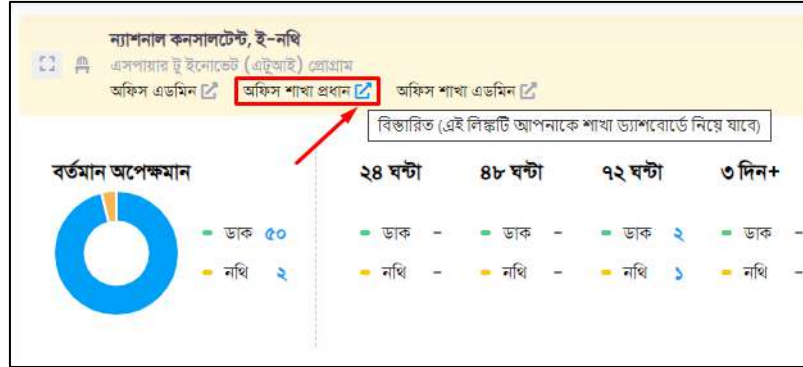 ন্যাশনাল কনসালটেন্ট, ই-নথি
এসপায়ার টু ইনোভেট (এটুআই) প্রোগ্রাম
অফিস এডমিন অফিস শাখা প্রধান অফিস শাখা এডমিন
বিস্তারিত (এই লিঙ্কটি আপনাকে শাখা ড্যাশবোর্ডে নিয়ে যাবে)
বর্তমান অপেক্ষমান ২৪ ঘন্টা ৪৮ ঘন্টা ৭২ ঘন্টা ৩ দিন+
ডাক ৫০ ডাক - ডাক - ডাক ২ ডাক -
নথি ২ নথি - নথি - নথি ১ নথি -